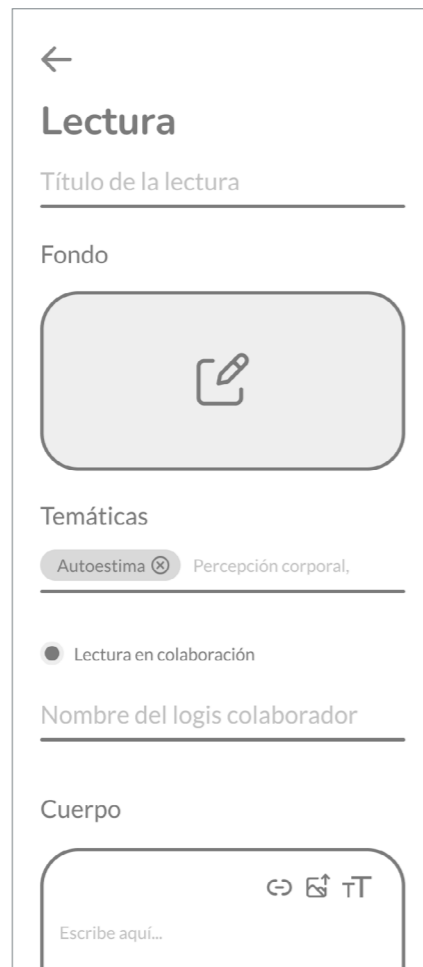 Lectura
Título de la lectura
Fondo
Temáticas
Autoestima Percepción corporal,
Lectura en colaboración
Nombre del logis colaborador
Cuerpo
TT
Escribe aquí...